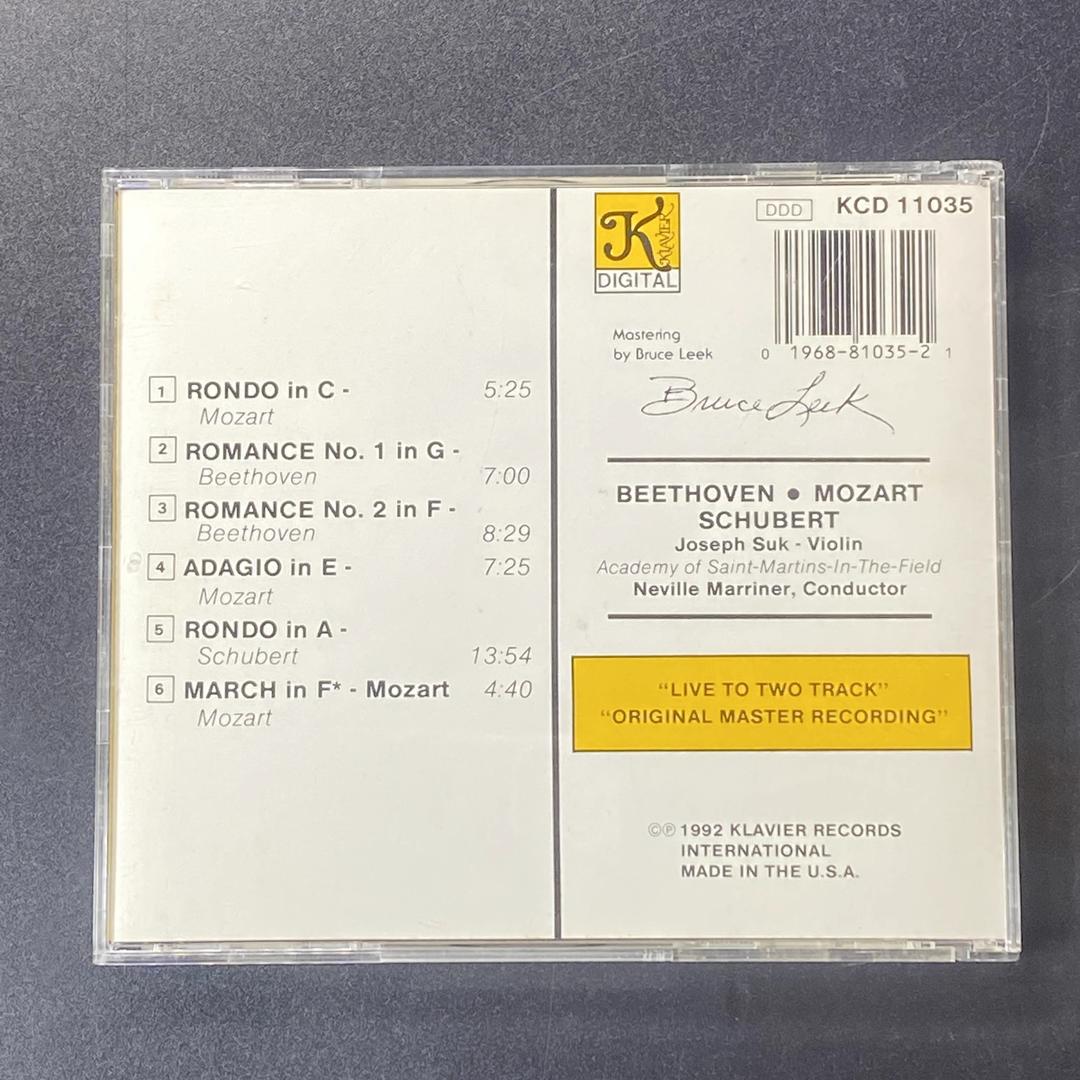 1 RONDO in C - 5:25
Mozart
2 ROMANCE No. 1 in G -
Beethoven 7:00
3 ROMANCE No. 2 in F -
Beethoven 8:29
4 ADAGIO in E - 7:25
Mozart
5 RONDO in A -
Schubert 13:54
6 MARCH in F* - Mozart 4:40
Mozart
K KLAVIER
DIGITAL
DDD KCD 11035
0 1968-81035-2 1
Mastering
by Bruce Leek
Bruce Leek
BEETHOVEN • MOZART
SCHUBERT
Joseph Suk - Violin
Academy of Saint-Martins-In-The-Field
Neville Marriner, Conductor
“LIVE TO TWO TRACK”
“ORIGINAL MASTER RECORDING”
©℗ 1992 KLAVIER RECORDS
INTERNATIONAL
MADE IN THE U.S.A.